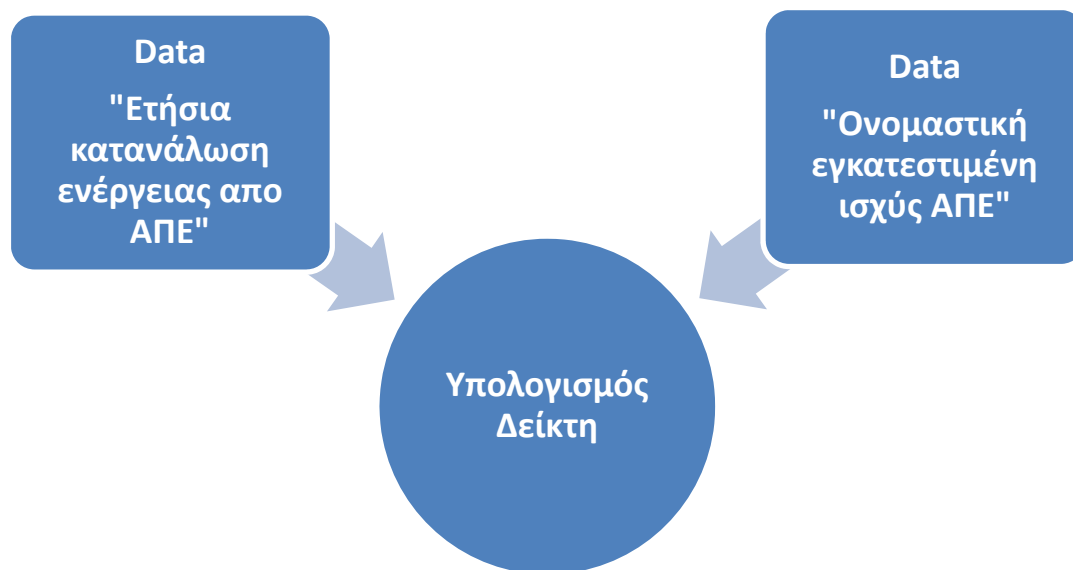 Data
"Ετήσια
κατανάλωση
ενέργειας απο
ΑΠΕ"
Data
"Ονομαστική
εγκατεστιμένη
ισχύς ΑΠΕ"
Υπολογισμός
Δείκτη